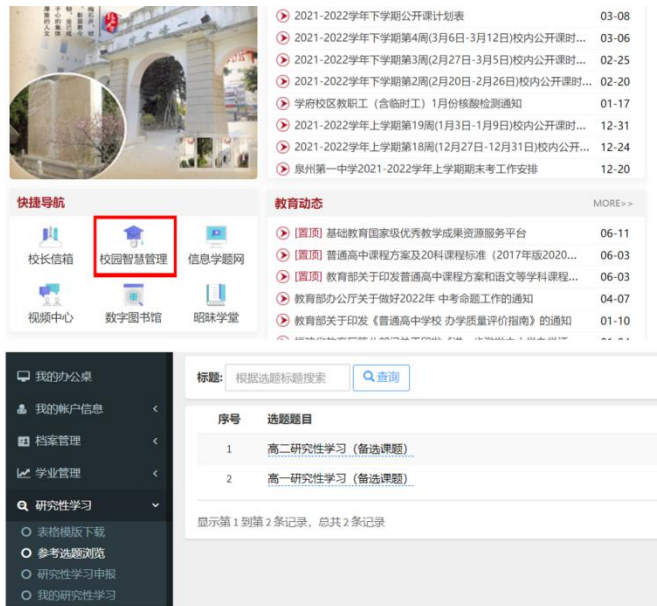 2021-2022学年下学期公开课计划表 03-08
2021-2022学年下学期第4周(3月6日-3月12日)校内公开课时... 03-06
2021-2022学年下学期第3周(2月27日-3月5日)校内公开课时... 02-25
2021-2022学年下学期第2周(2月20日-2月26日)校内公开课时... 02-20
学府校区教职工（含临时工）1月份核酸检测通知 01-17
2021-2022学年上学期第19周(1月3日-1月9日)校内公开课时... 12-31
2021-2022学年上学期第18周(12月27日-12月31日)校内公开... 12-24
泉州第一中学2021-2022学年上学期期末考工作安排 12-20
快捷导航
校长信箱 校园智慧管理 信息学题网
视频中心 数字图书馆 昭昧学堂
教育动态 MORE>>
[置顶] 基础教育国家级优秀教学成果资源服务平台 06-11
[置顶] 普通高中课程方案及20科课程标准（2017年版2020... 06-03
[置顶] 教育部关于印发普通高中课程方案和语文等学科课程... 06-03
教育部办公厅关于做好2022年 中考命题工作的通知 04-07
教育部关于印发《普通高中学校 办学质量评价指南》的通知 01-10
我的办公桌
我的帐户信息
档案管理
学业管理
研究性学习
表格模版下载
参考选题浏览
研究性学习申报
我的研究性学习
标题: 根据选题标题搜索 查询
序号 选题题目
1 高二研究性学习（备选课题）
2 高一研究性学习（备选课题）
显示第 1 到第 2 条记录，总共 2 条记录